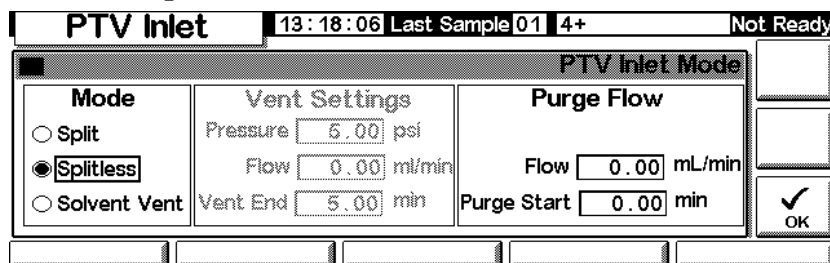 PTV Inlet 13:18:06 Last Sample 01 4+ Not Ready
PTV Inlet Mode
Mode
Split
Splitless
Solvent Vent
Vent Settings
Pressure 5.00 psi
Flow 0.00 ml/min
Vent End 5.00 min
Purge Flow
Flow 0.00 mL/min
Purge Start 0.00 min
OK